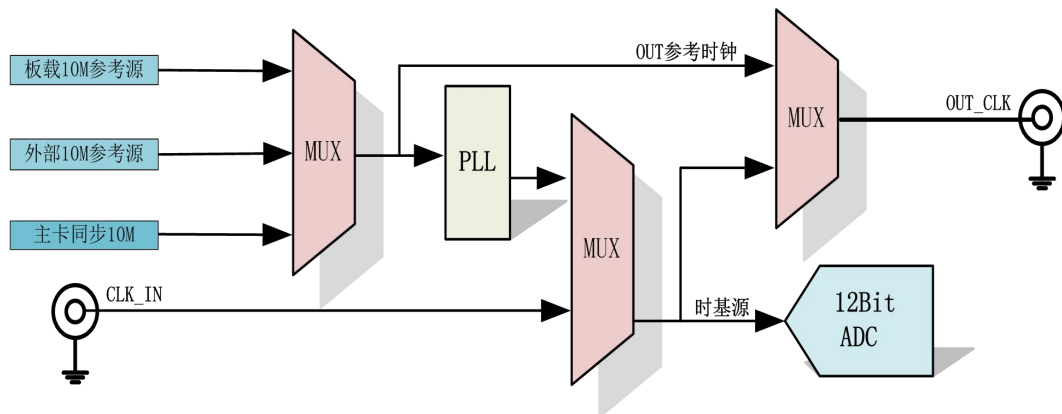 板载10M参考源
外部10M参考源
主卡同步10M
CLK_IN
MUX
PLL
MUX
OUT参考时钟
MUX
OUT_CLK
时基源
12Bit
ADC